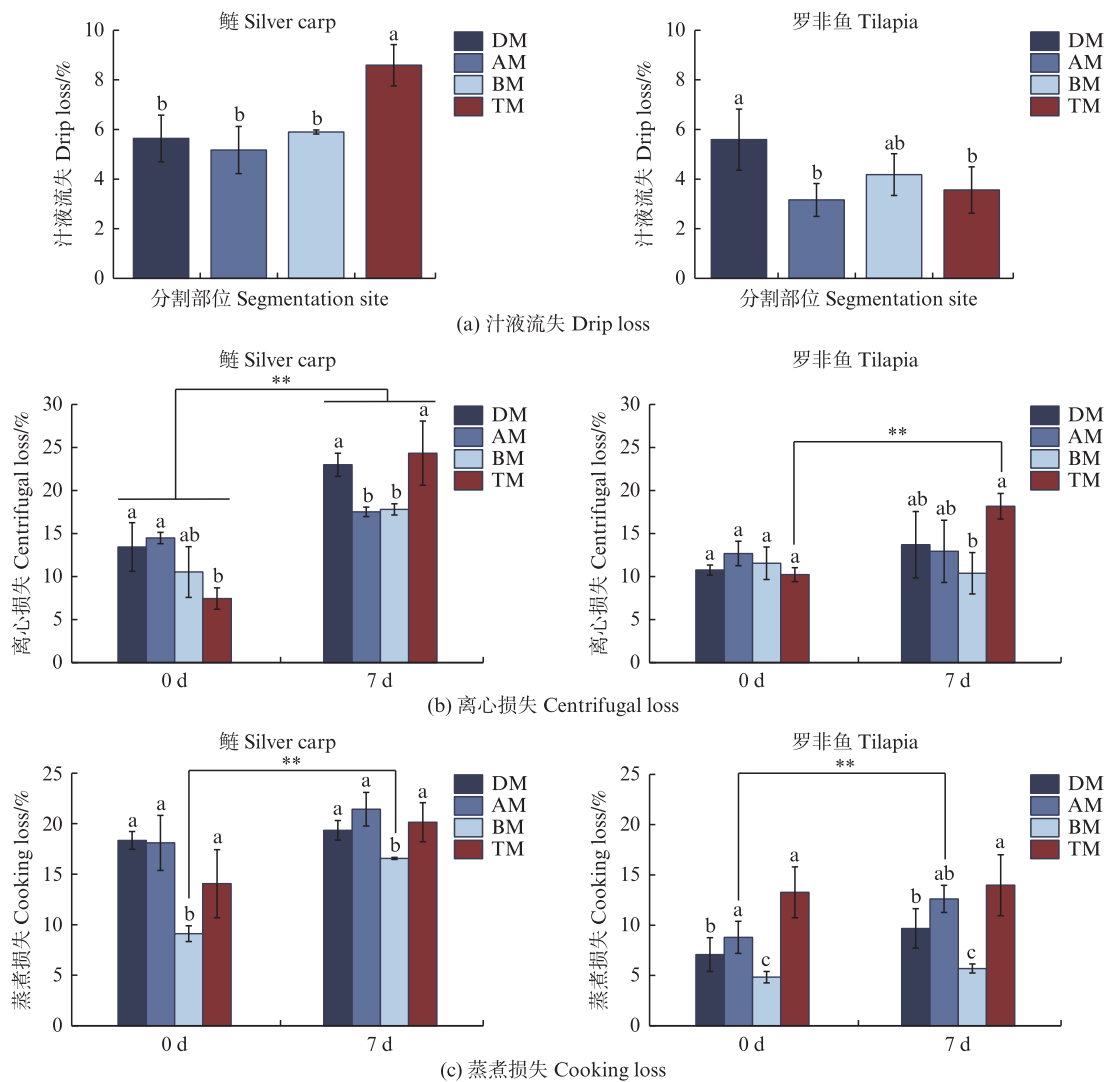 鲢 Silver carp
10
8
6
4
2
0
汁液流失 Drip loss/%
b
b
b
a
DM
AM
BM
TM
分割部位 Segmentation site
罗非鱼 Tilapia
10
8
6
4
2
0
汁液流失 Drip loss/%
a
b
ab
b
DM
AM
BM
TM
分割部位 Segmentation site
(a) 汁液流失 Drip loss
鲢 Silver carp
**
30
25
20
15
10
5
0
离心损失 Centrifugal loss/%
a
a
ab
b
a
b
b
a
DM
AM
BM
TM
0 d
7 d
罗非鱼 Tilapia
**
30
25
20
15
10
5
0
离心损失 Centrifugal loss/%
a
a
a
a
ab
ab
b
a
DM
AM
BM
TM
0 d
7 d
(b) 离心损失 Centrifugal loss
鲢 Silver carp
**
25
20
15
10
5
0
蒸煮损失 Cooking loss/%
a
a
b
a
a
a
b
a
DM
AM
BM
TM
0 d
7 d
罗非鱼 Tilapia
**
25
20
15
10
5
0
蒸煮损失 Cooking loss/%
b
a
c
a
b
ab
c
a
DM
AM
BM
TM
0 d
7 d
(c) 蒸煮损失 Cooking loss